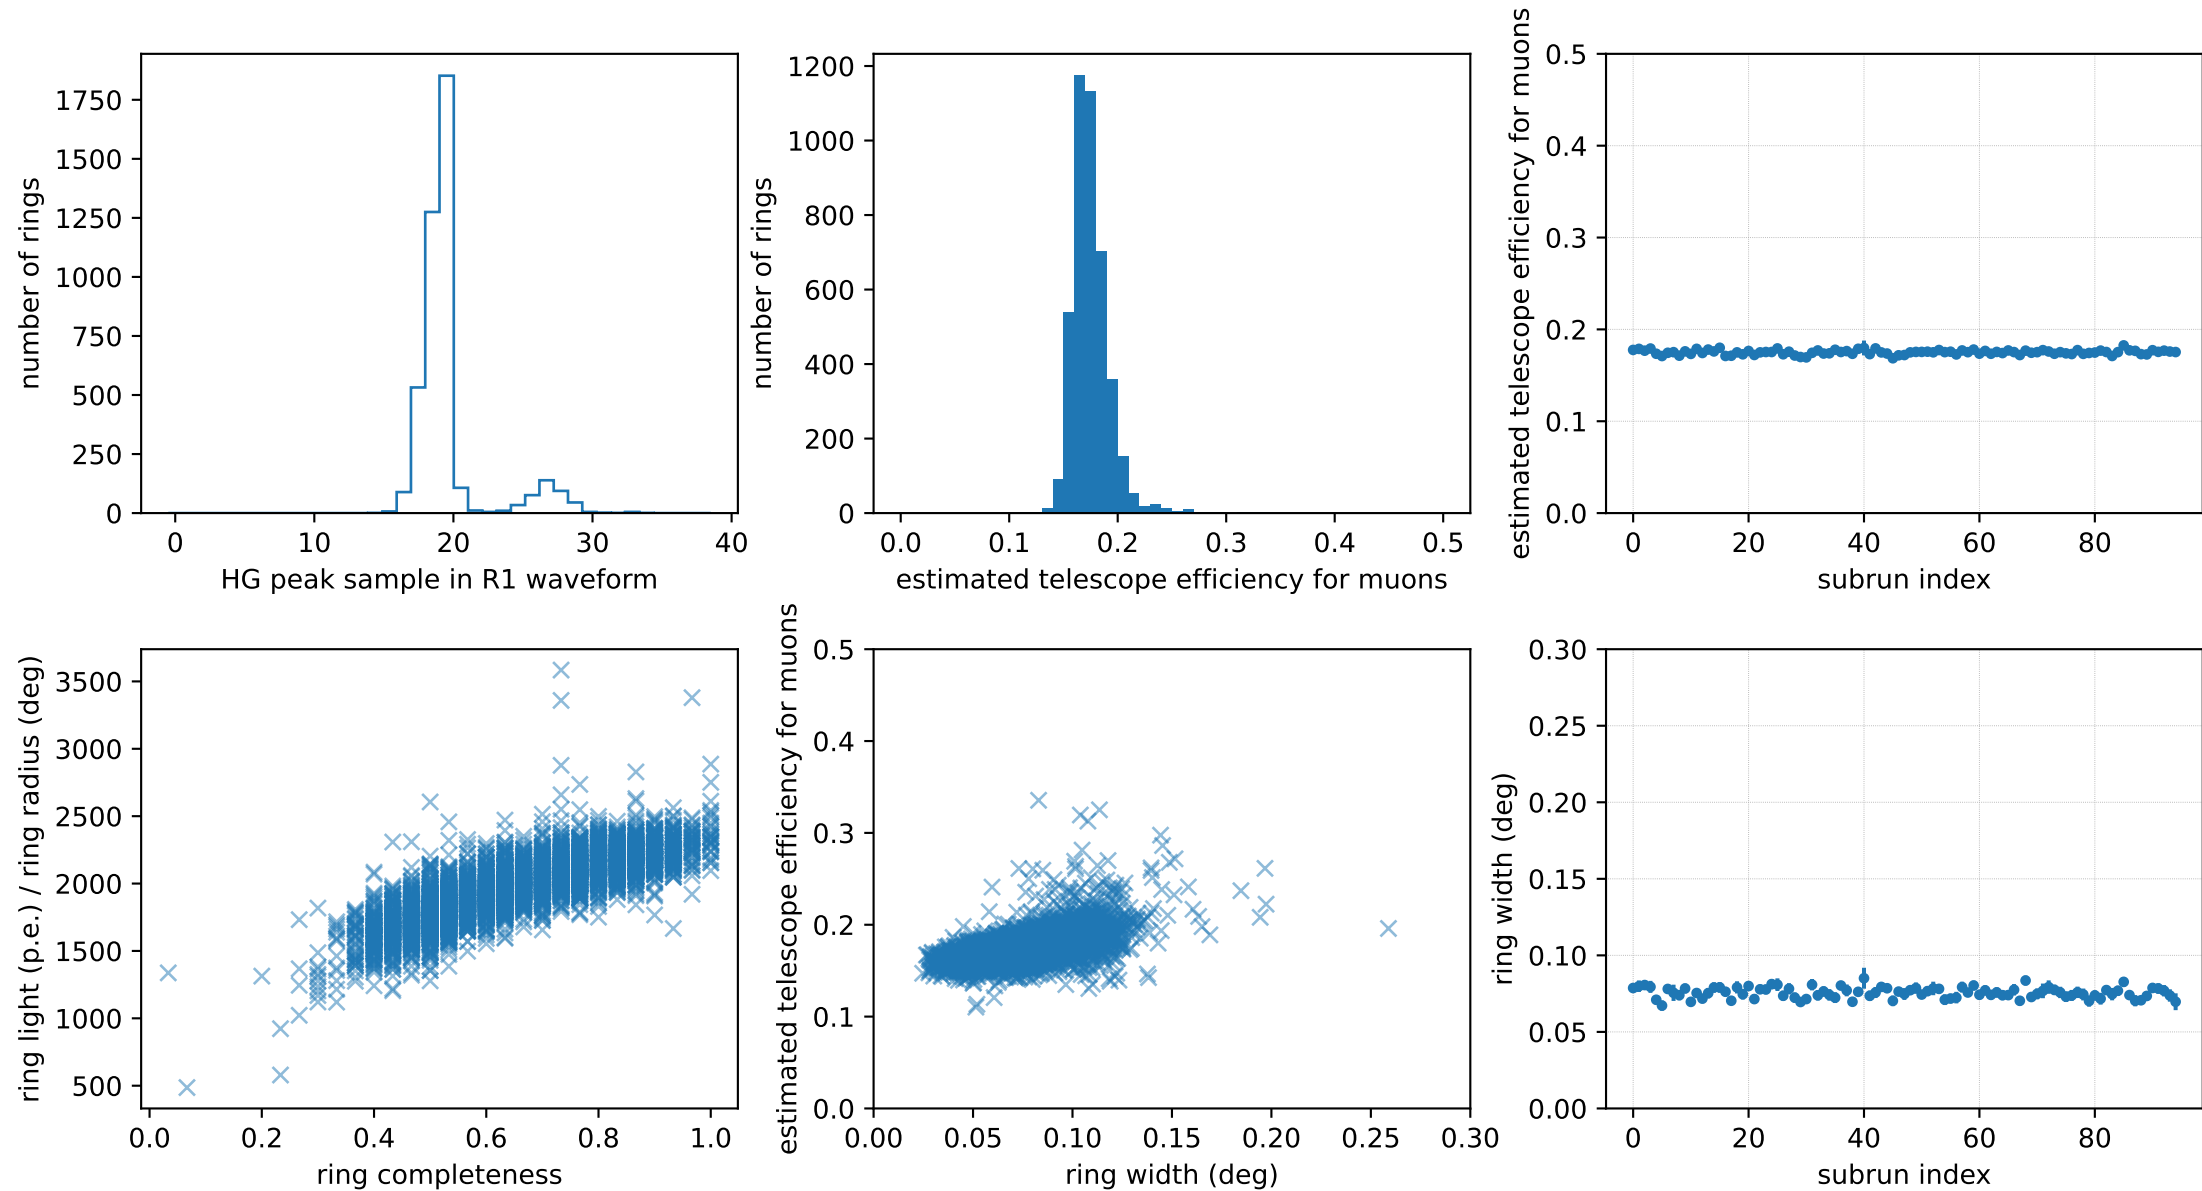 number of rings
1750
1500
1250
1000
750
500
250
0
0 10 20 30 40
HG peak sample in R1 waveform
number of rings
1200
1000
800
600
400
200
0
0.0 0.1 0.2 0.3 0.4 0.5
estimated telescope efficiency for muons
estimated telescope efficiency for muons
0.5
0.4
0.3
0.2
0.1
0.0
0 20 40 60 80
subrun index
ring light (p.e.) / ring radius (deg)
3500
3000
2500
2000
1500
1000
500
0.0 0.2 0.4 0.6 0.8 1.0
ring completeness
estimated telescope efficiency for muons
0.5
0.4
0.3
0.2
0.1
0.0
0.00 0.05 0.10 0.15 0.20 0.25 0.30
ring width (deg)
ring width (deg)
0.30
0.25
0.20
0.15
0.10
0.05
0.00
0 20 40 60 80
subrun index